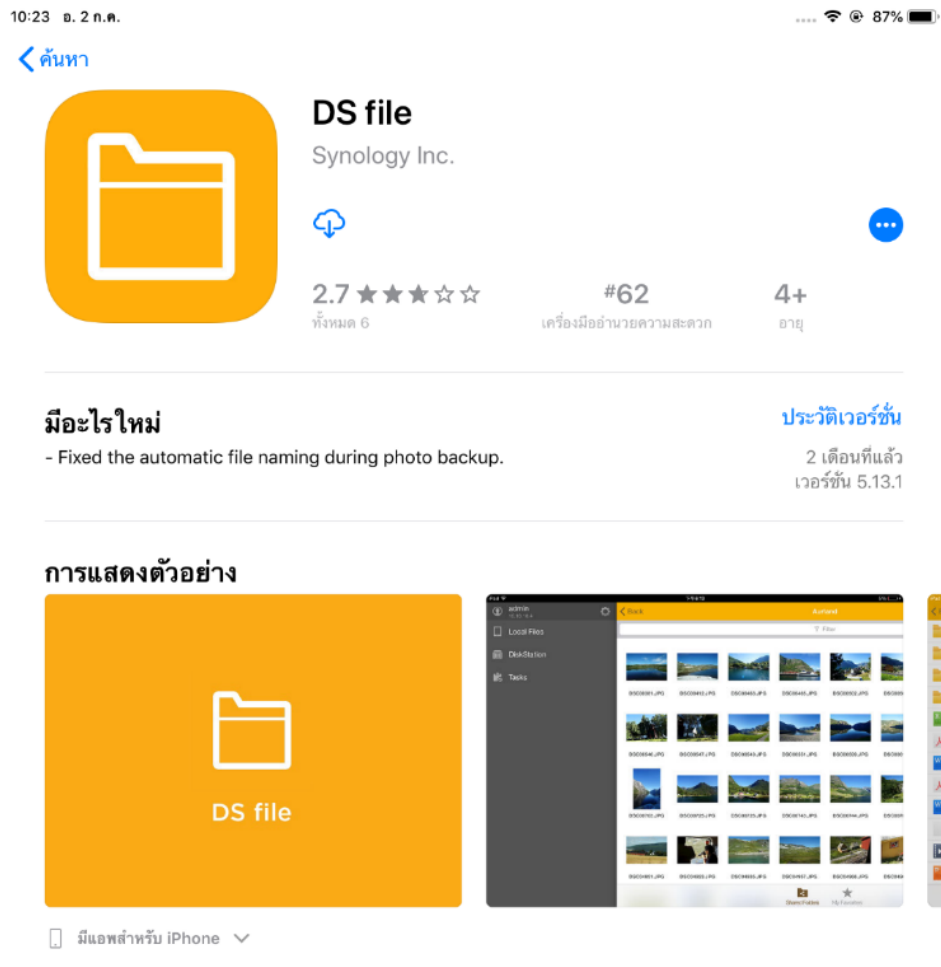 10:23 อ. 2 ก.ค.
87%
ค้นหา
DS file
Synology Inc.
2.7
#62
4+
ทั้งหมด 6
เครื่องมืออำนวยความสะดวก
อายุ
มีอะไรใหม่
ประวัติเวอร์ชั่น
- Fixed the automatic file naming during photo backup.
2 เดือนที่แล้ว
เวอร์ชั่น 5.13.1
การแสดงตัวอย่าง
DS file
admin
Back
Aurland
Filter
Local Files
DiskStation
Tasks
Shared Folders
My Favorites
มีแอพสำหรับ iPhone